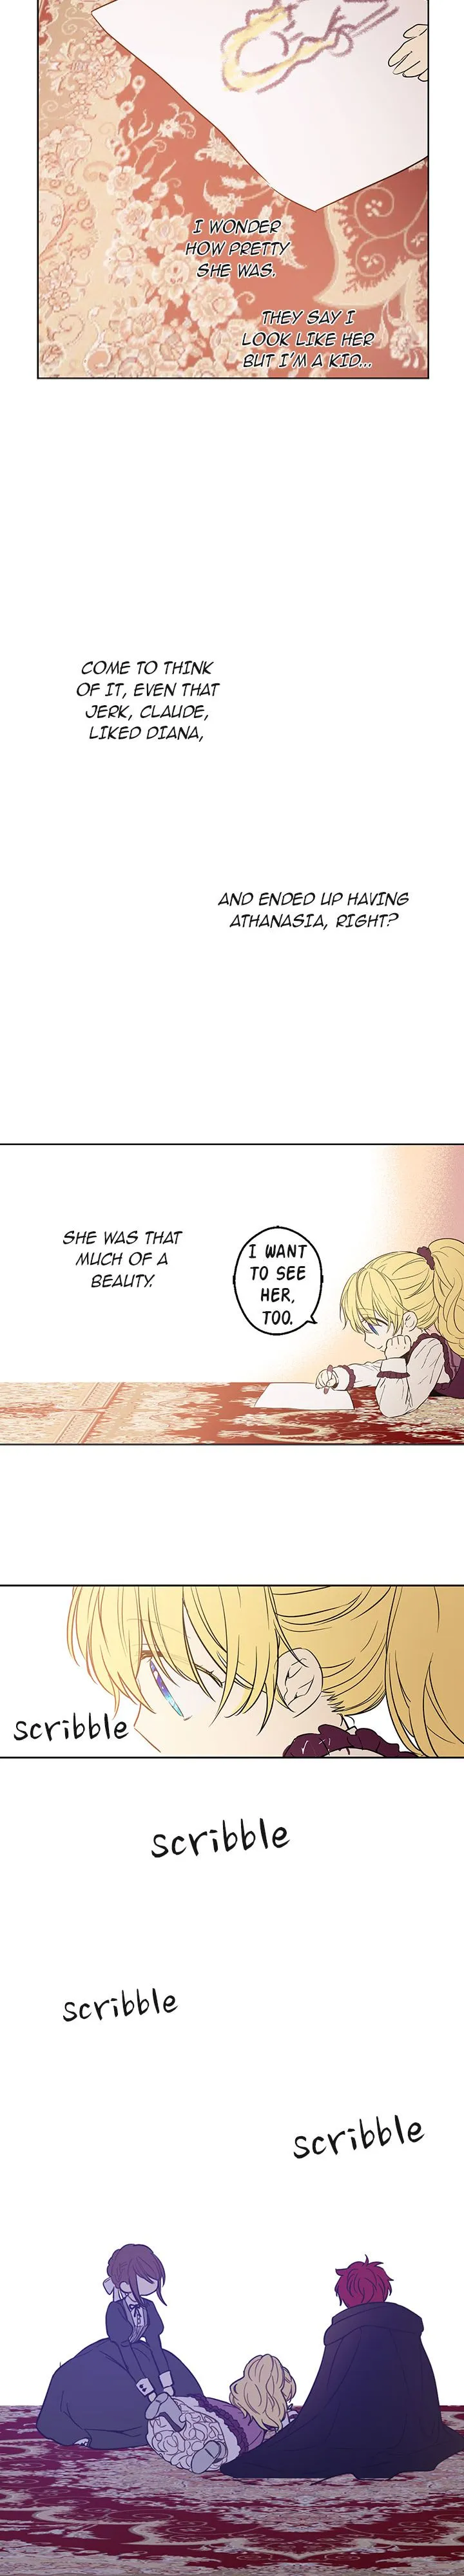 I WONDER
HOW PRETTY
SHE WAS.
THEY SAY I
LOOK LIKE HER
BUT I'M A KID...
COME TO THINK
OF IT, EVEN THAT
JERK, CLAUDE,
LIKED DIANA,
AND ENDED UP HAVING
ATHANASIA, RIGHT?
SHE WAS THAT
MUCH OF A
BEAUTY.
I WANT
TO SEE
HER,
TOO.
scribble
scribble
scribble
scribble